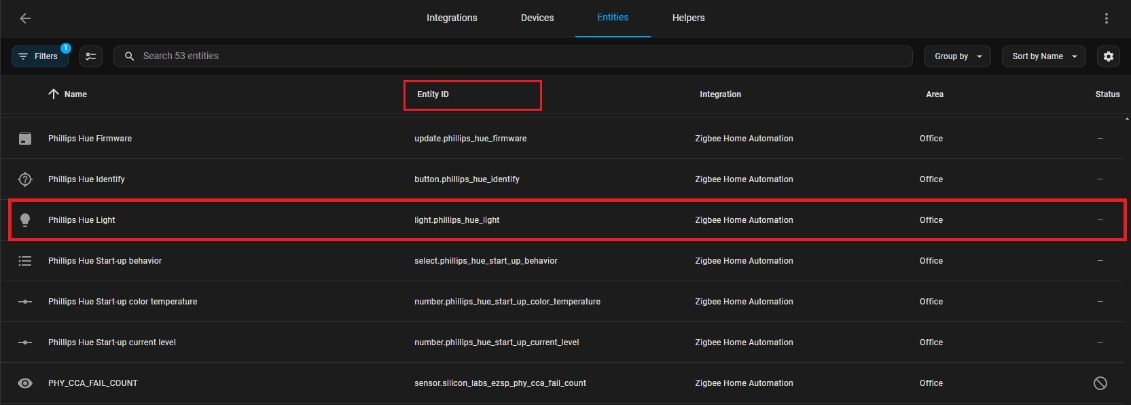 Integrations Devices Entities Helpers
Filters 1 Search 53 entities Group by Sort by Name
Name Entity ID Integration Area Status
Phillips Hue Firmware update.phillips_hue_firmware Zigbee Home Automation Office –
Phillips Hue Identify button.phillips_hue_identify Zigbee Home Automation Office –
Phillips Hue Light light.phillips_hue_light Zigbee Home Automation Office –
Phillips Hue Start-up behavior select.phillips_hue_start_up_behavior Zigbee Home Automation Office –
Phillips Hue Start-up color temperature number.phillips_hue_start_up_color_temperature Zigbee Home Automation Office –
Phillips Hue Start-up current level number.phillips_hue_start_up_current_level Zigbee Home Automation Office –
PHY_CCA_FAIL_COUNT sensor.silicon_labs_ezsp_phy_cca_fail_count Zigbee Home Automation Office